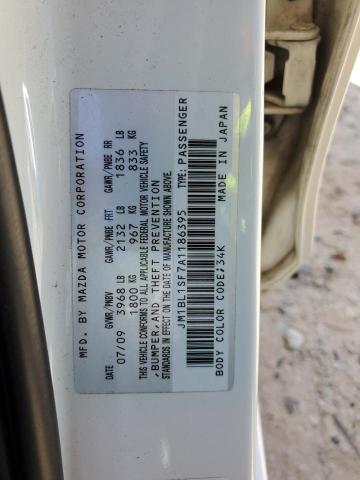 MFD. BY MAZDA MOTOR CORPORATION
GVWR/PNBV GAWR/PNBE FRT GAWR/PNBE RR
07/09 3968 LB 2132 LB 1836 LB
1800 KG 967 KG 833 KG
THIS VEHICLE CONFORMS TO ALL APPLICABLE FEDERAL MOTOR VEHICLE SAFETY
,BUMPER,AND THEFT PREVENTION
STANDARDS IN EFFECT ON THE DATE OF MANUFACTURE SHOWN ABOVE.
JM1BL1SF7A1186395 PASSENGER
MADE IN JAPAN
BODY COLOR CODE;34K